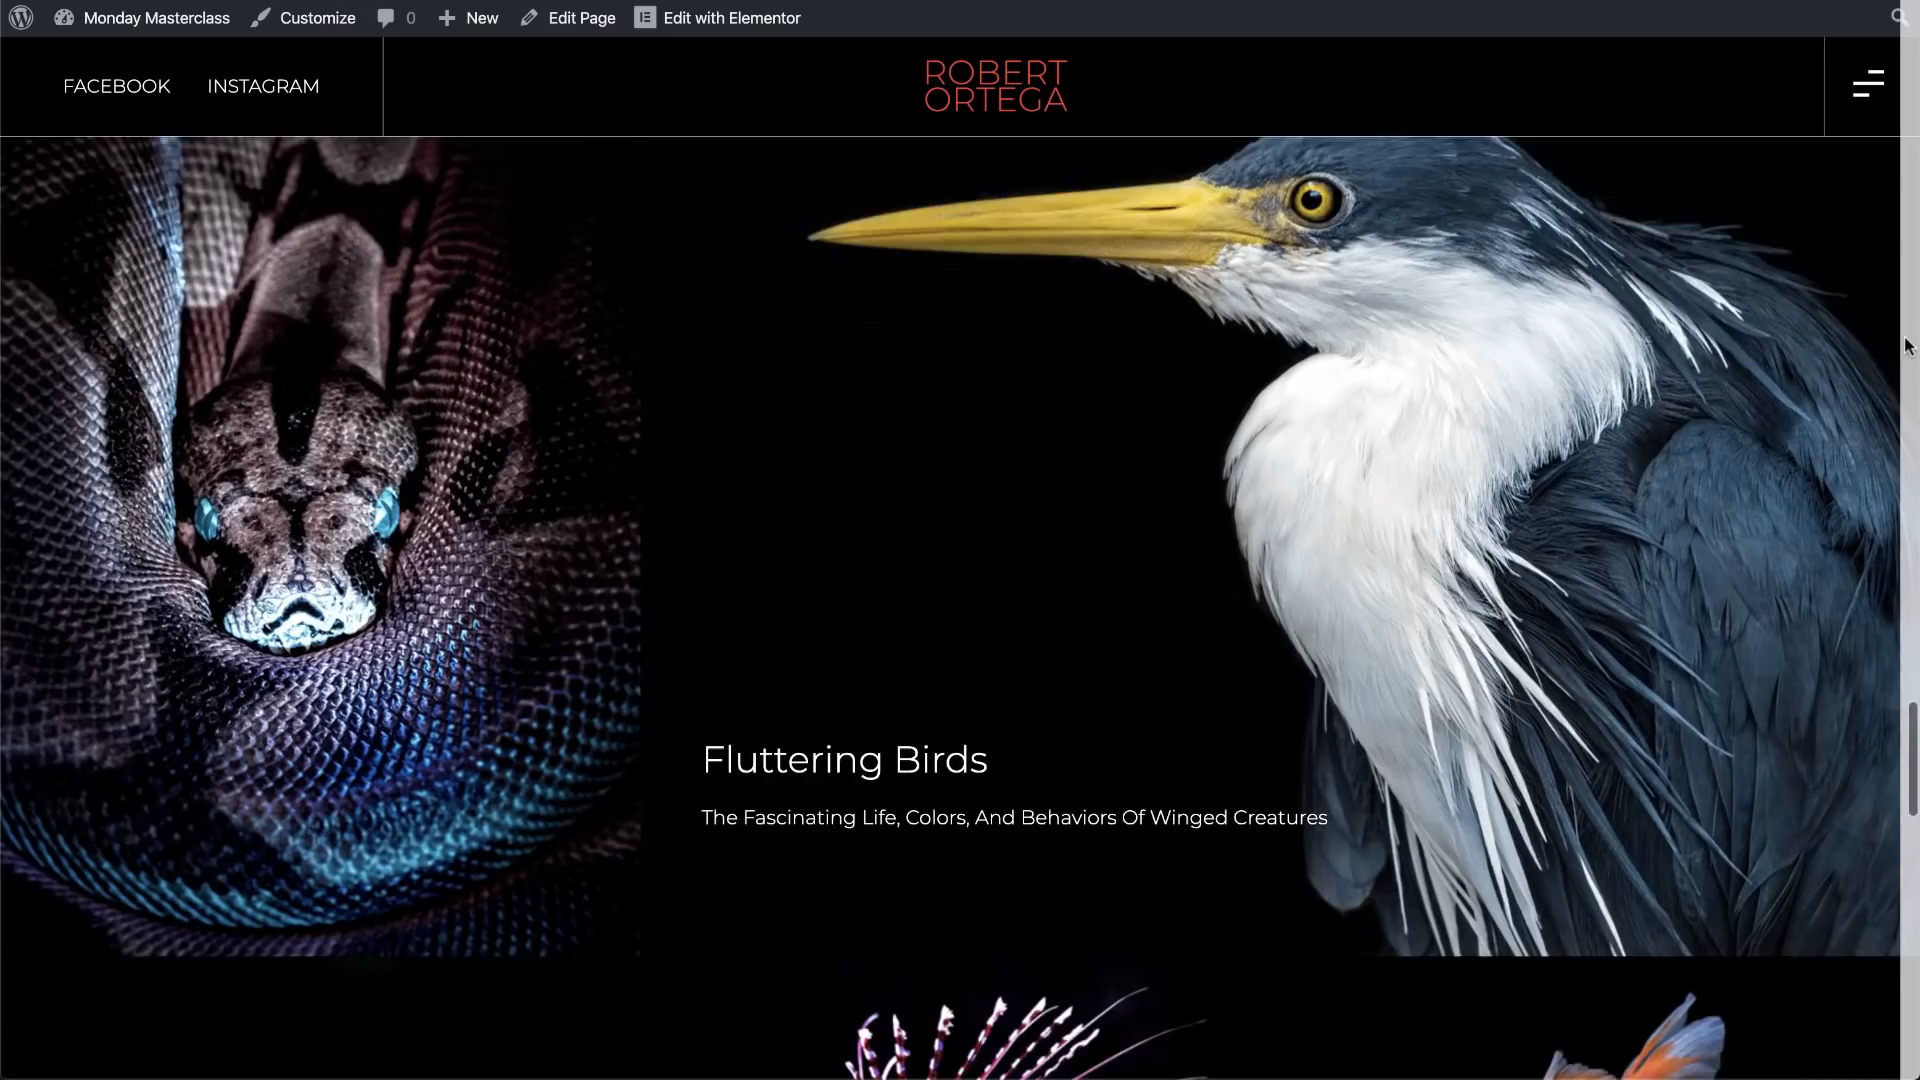 Monday Masterclass Customize 0 New Edit Page Edit with Elementor
FACEBOOK INSTAGRAM
ROBERT
ORTEGA
Fluttering Birds
The Fascinating Life, Colors, And Behaviors Of Winged Creatures